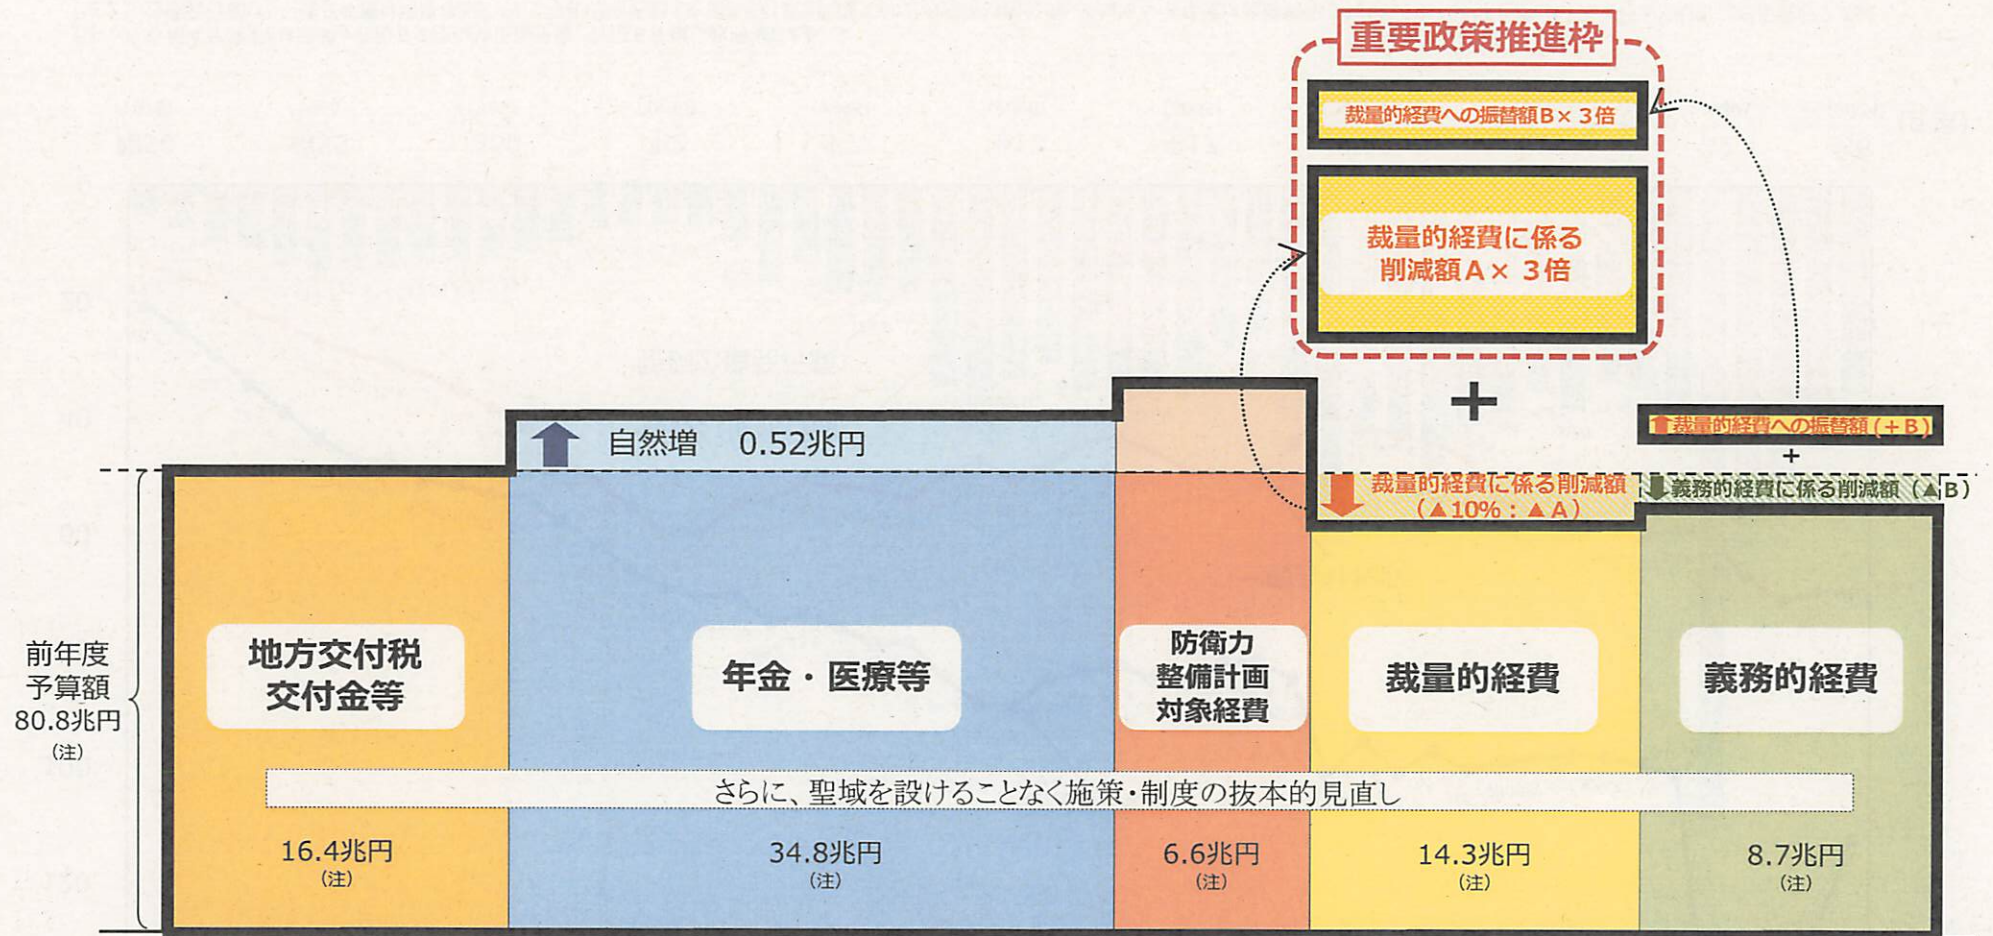 重要政策推進枠
裁量的経費への振替額B×3倍
裁量的経費に係る
削減額A×3倍
+
自然増 0.52兆円
裁量的経費への振替額(+B)
+
裁量的経費に係る削減額
(▲10%:▲A)
義務的経費に係る削減額(▲B)
前年度
予算額
80.8兆円
(注)
地方交付税
交付金等
年金・医療等
防衛力
整備計画
対象経費
裁量的経費
義務的経費
さらに、聖域を設けることなく施策・制度の抜本的見直し
16.4兆円
(注)
34.8兆円
(注)
6.6兆円
(注)
14.3兆円
(注)
8.7兆円
(注)